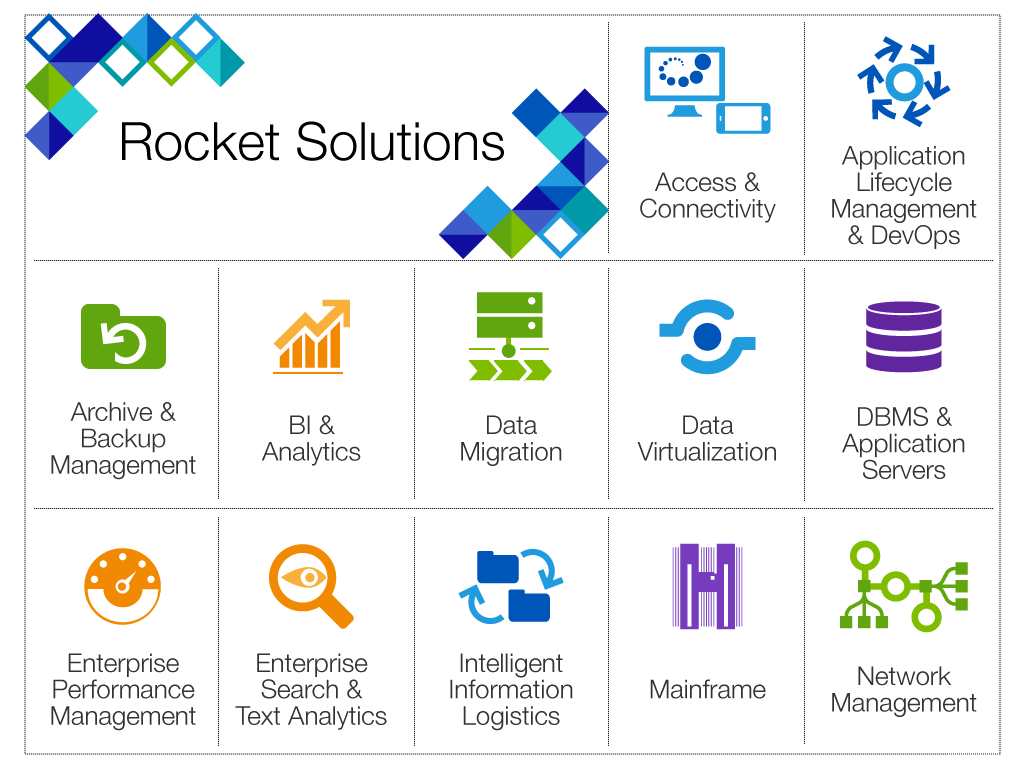 Rocket Solutions
Access &
Connectivity
Application
Lifecycle
Management
& DevOps
Archive &
Backup
Management
BI &
Analytics
Data
Migration
Data
Virtualization
DBMS &
Application
Servers
Enterprise
Performance
Management
Enterprise
Search &
Text Analytics
Intelligent
Information
Logistics
Mainframe
Network
Management